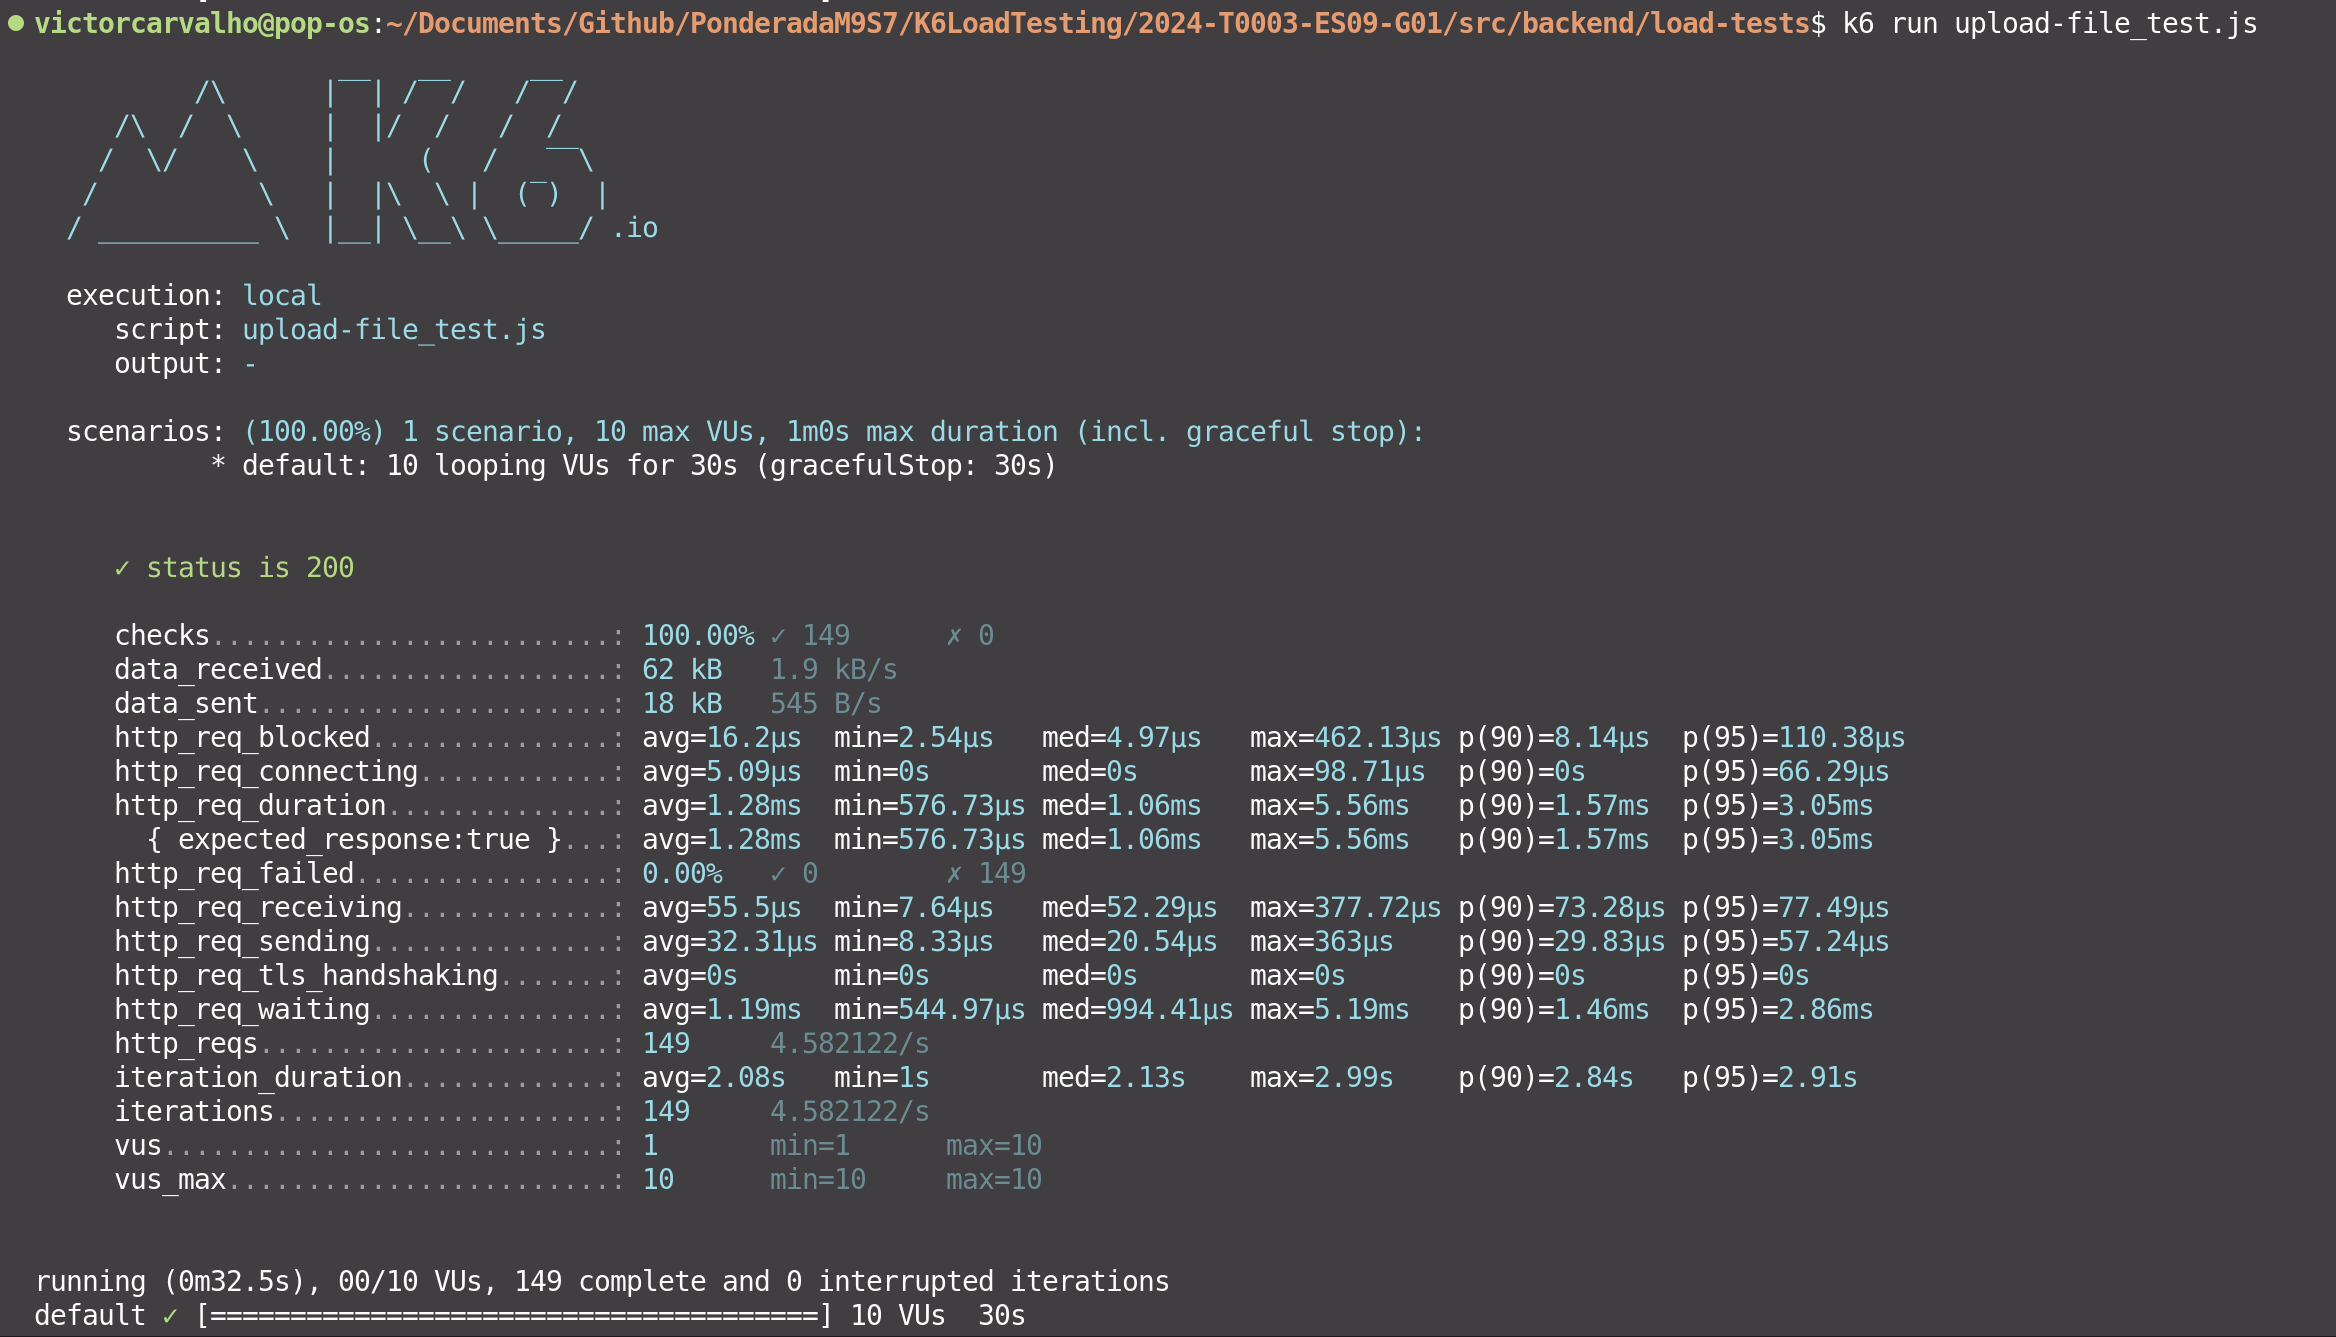 victorcarvalho@pop-os:~/Documents/Github/PonderadaM9S7/K6LoadTesting/2024-T0003-ES09-G01/src/backend/load-tests$ k6 run upload-file_test.js

          /\      |‾‾| /‾‾/   /‾‾/
     /\  /  \     |  |/  /   /  /
    /  \/    \    |     (   /   ‾‾\
   /          \   |  |\  \ |  (‾)  |
  / __________ \  |__| \__\ \_____/ .io

  execution: local
     script: upload-file_test.js
     output: -

  scenarios: (100.00%) 1 scenario, 10 max VUs, 1m0s max duration (incl. graceful stop):
           * default: 10 looping VUs for 30s (gracefulStop: 30s)

     ✓ status is 200

     checks.........................: 100.00% ✓ 149      ✗ 0
     data_received..................: 62 kB   1.9 kB/s
     data_sent......................: 18 kB   545 B/s
     http_req_blocked...............: avg=16.2µs  min=2.54µs   med=4.97µs   max=462.13µs p(90)=8.14µs  p(95)=110.38µs
     http_req_connecting............: avg=5.09µs  min=0s       med=0s       max=98.71µs  p(90)=0s      p(95)=66.29µs
     http_req_duration..............: avg=1.28ms  min=576.73µs med=1.06ms   max=5.56ms   p(90)=1.57ms  p(95)=3.05ms
       { expected_response:true }...: avg=1.28ms  min=576.73µs med=1.06ms   max=5.56ms   p(90)=1.57ms  p(95)=3.05ms
     http_req_failed................: 0.00%   ✓ 0        ✗ 149
     http_req_receiving.............: avg=55.5µs  min=7.64µs   med=52.29µs  max=377.72µs p(90)=73.28µs p(95)=77.49µs
     http_req_sending...............: avg=32.31µs min=8.33µs   med=20.54µs  max=363µs    p(90)=29.83µs p(95)=57.24µs
     http_req_tls_handshaking.......: avg=0s      min=0s       med=0s       max=0s       p(90)=0s      p(95)=0s
     http_req_waiting...............: avg=1.19ms  min=544.97µs med=994.41µs max=5.19ms   p(90)=1.46ms  p(95)=2.86ms
     http_reqs......................: 149     4.582122/s
     iteration_duration.............: avg=2.08s   min=1s       med=2.13s    max=2.99s    p(90)=2.84s   p(95)=2.91s
     iterations.....................: 149     4.582122/s
     vus............................: 1       min=1      max=10
     vus_max........................: 10      min=10     max=10

running (0m32.5s), 00/10 VUs, 149 complete and 0 interrupted iterations
default ✓ [======================================] 10 VUs  30s